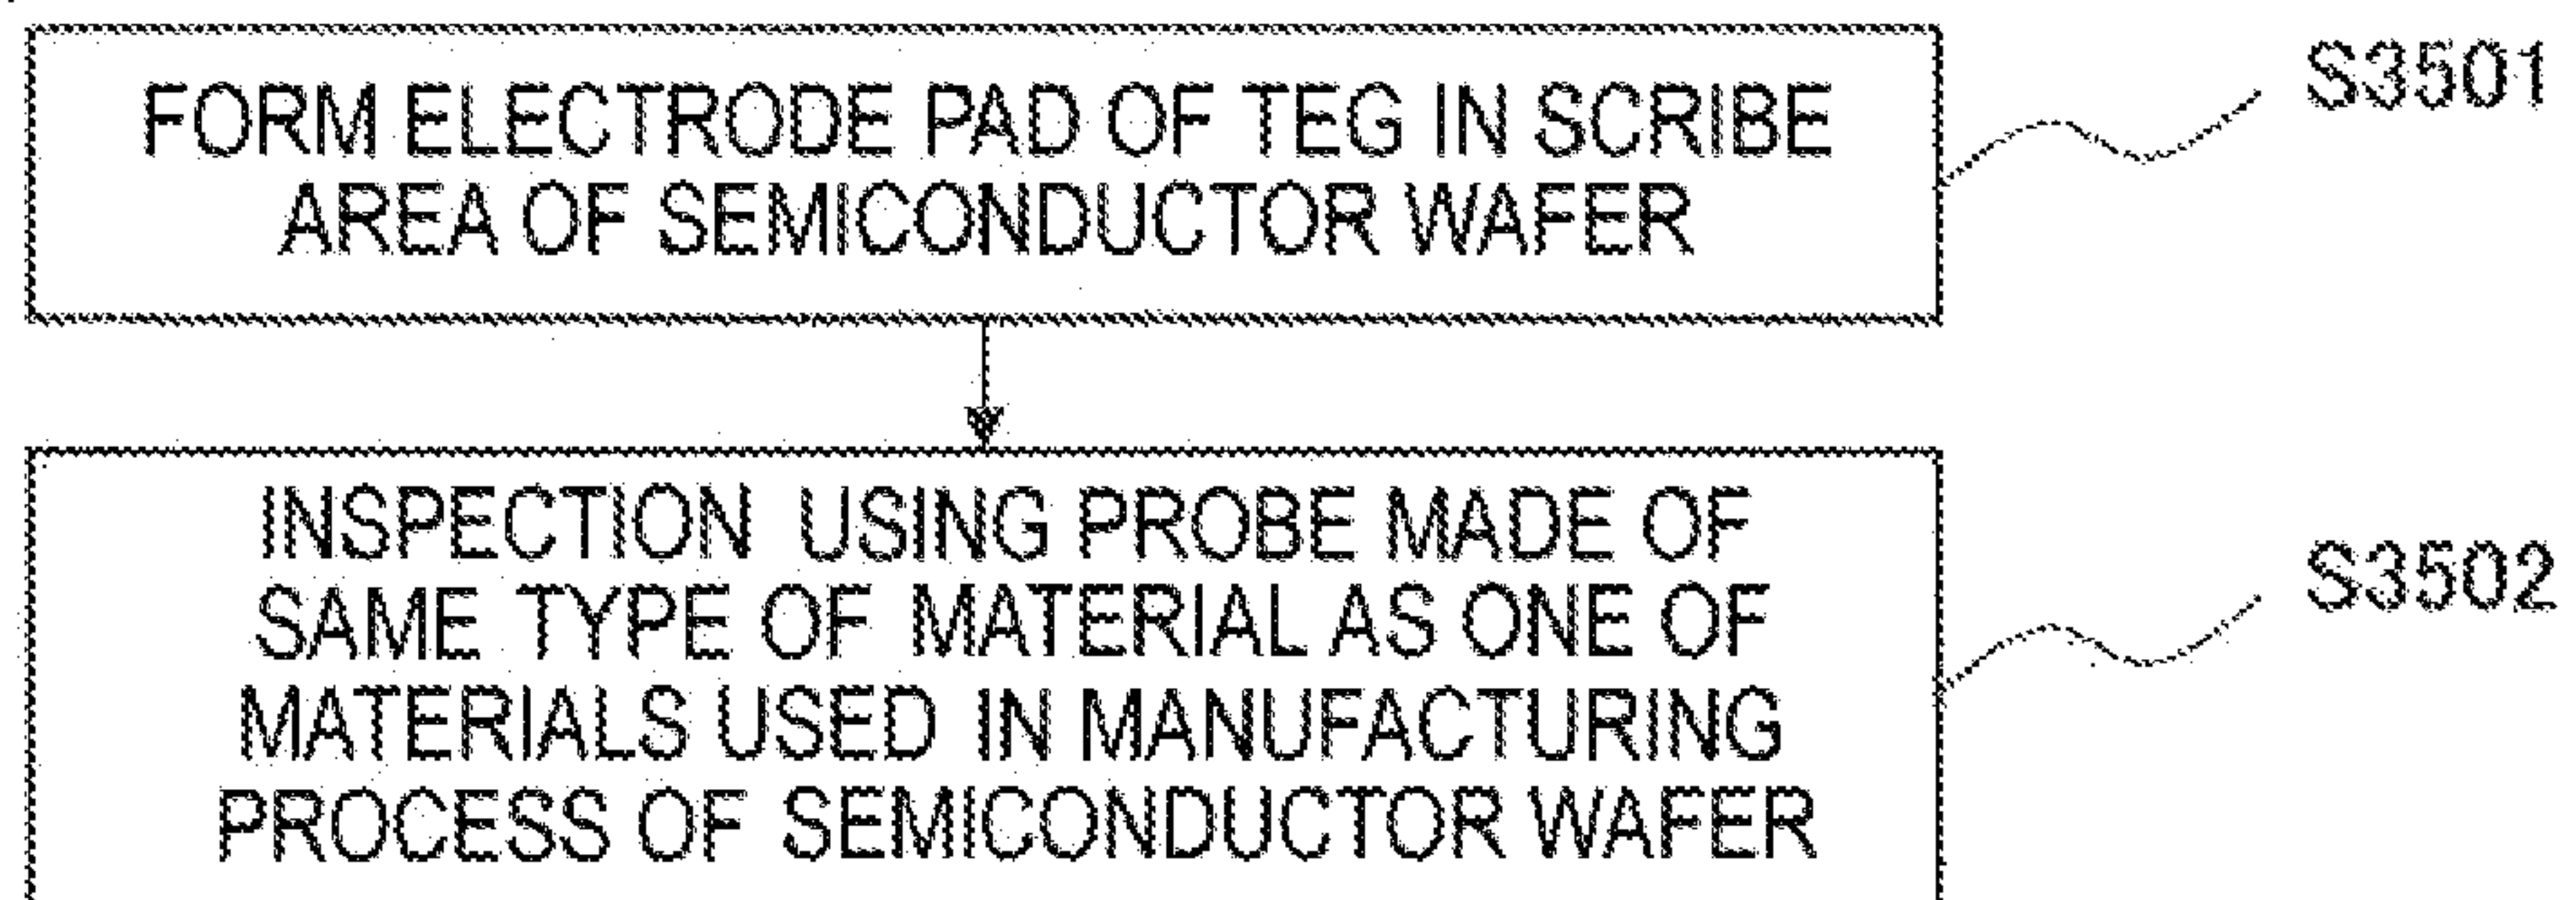 FORM ELECTRODE PAD OF TEG IN SCRIBE
AREA OF SEMICONDUCTOR WAFER
S3501
INSPECTION USING PROBE MADE OF
SAME TYPE OF MATERIAL AS ONE OF
MATERIALS USED IN MANUFACTURING
PROCESS OF SEMICONDUCTOR WAFER
S3502